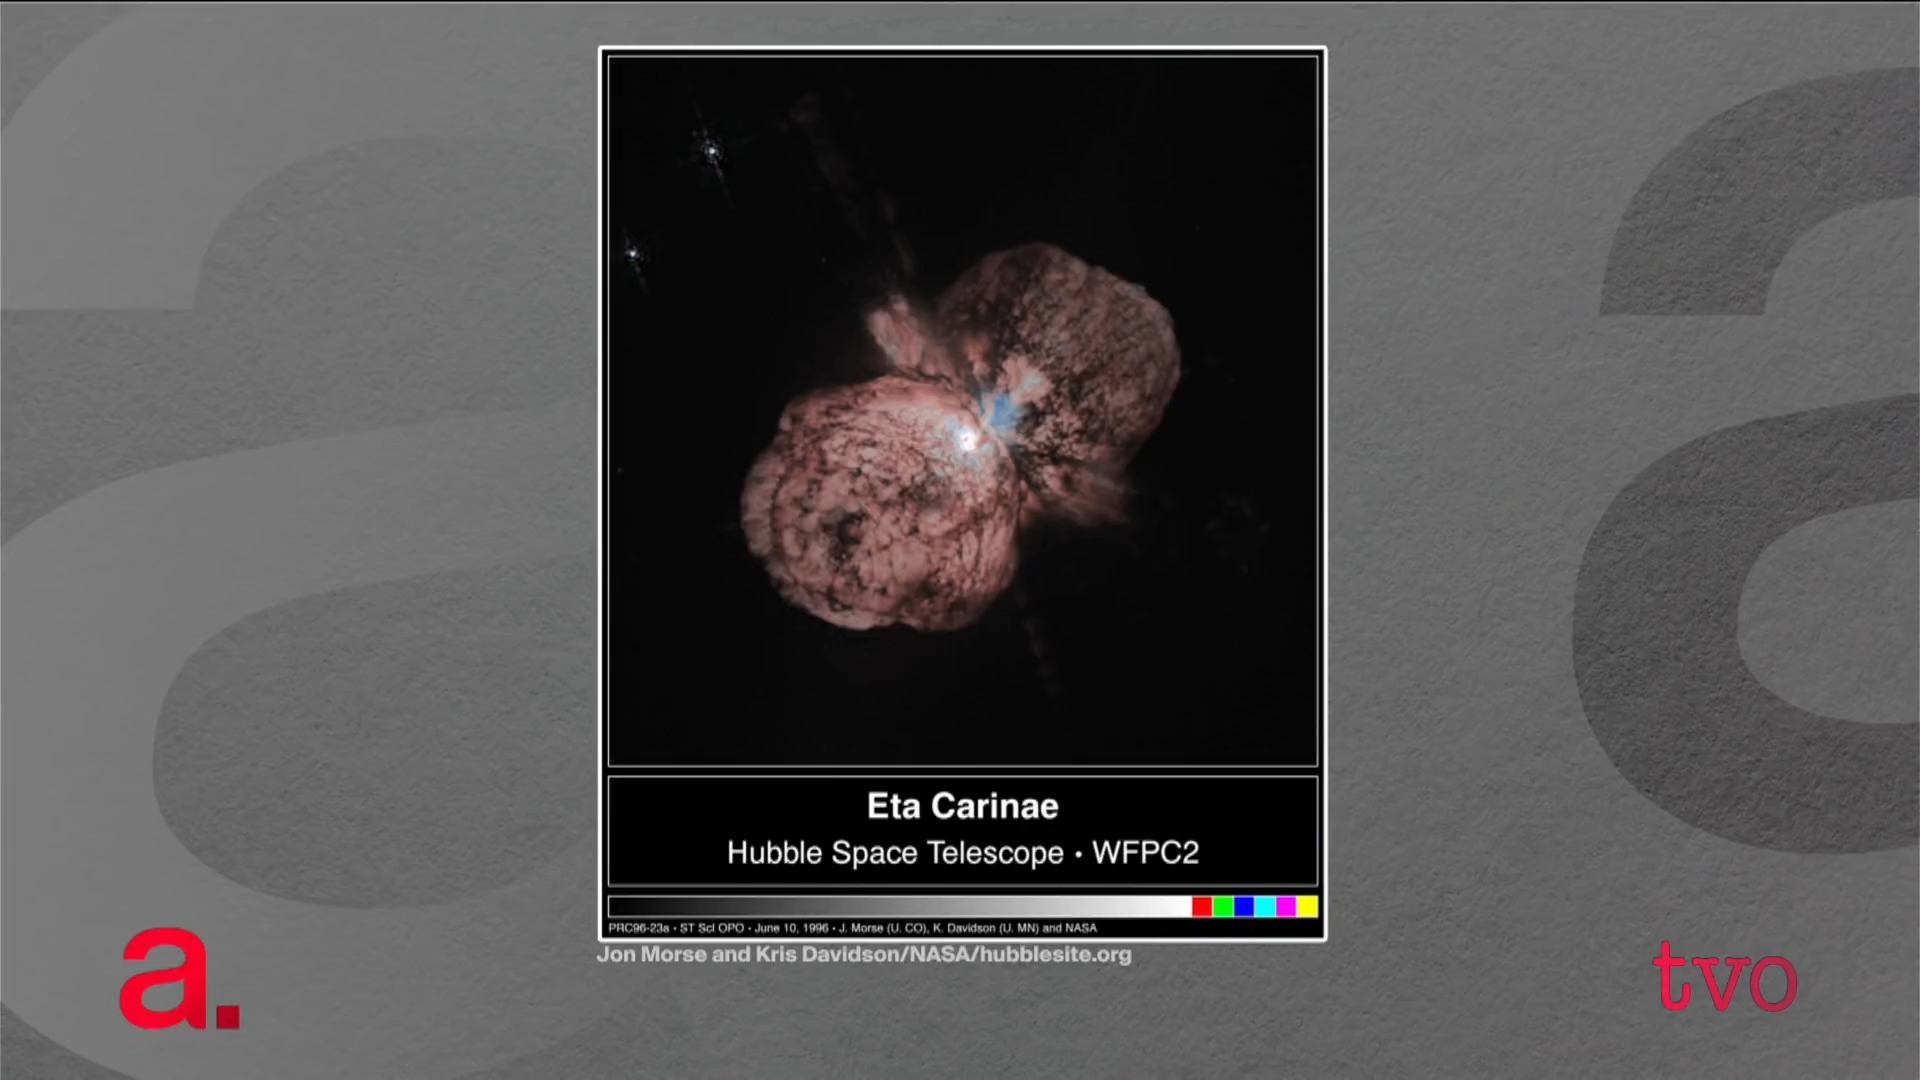 Eta Carinae
Hubble Space Telescope • WFPC2
PRC96-23a • ST ScI OPO • June 10, 1996 • J. Morse (U. CO), K. Davidson (U. MN) and NASA
Jon Morse and Kris Davidson/NASA/hubblesite.org
a.
tvo